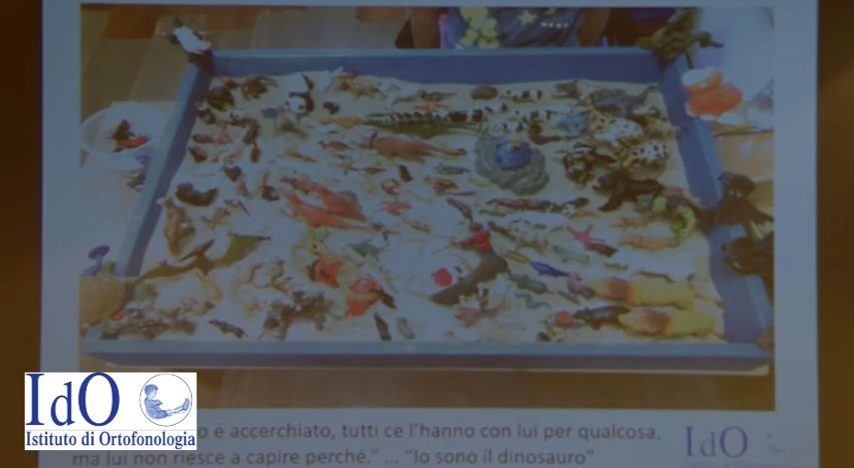 IdO
Istituto di Ortofonologia
o è accerchiato, tutti ce l'hanno con lui per qualcosa,
ma lui non riesce a capire perché." ... "Io sono il dinosauro"
IdO